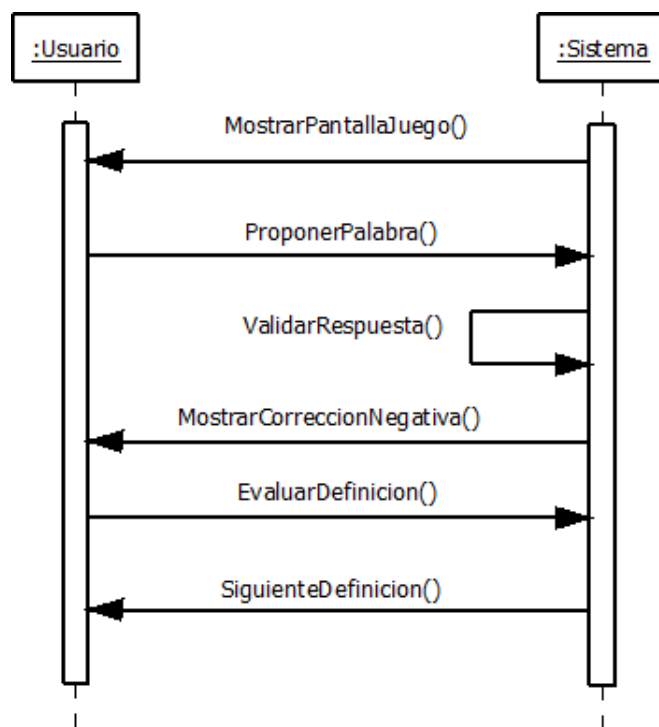 :Usuario
:Sistema
MostrarPantallaJuego()
ProponerPalabra()
ValidarRespuesta()
MostrarCorreccionNegativa()
EvaluarDefinicion()
SiguienteDefinicion()